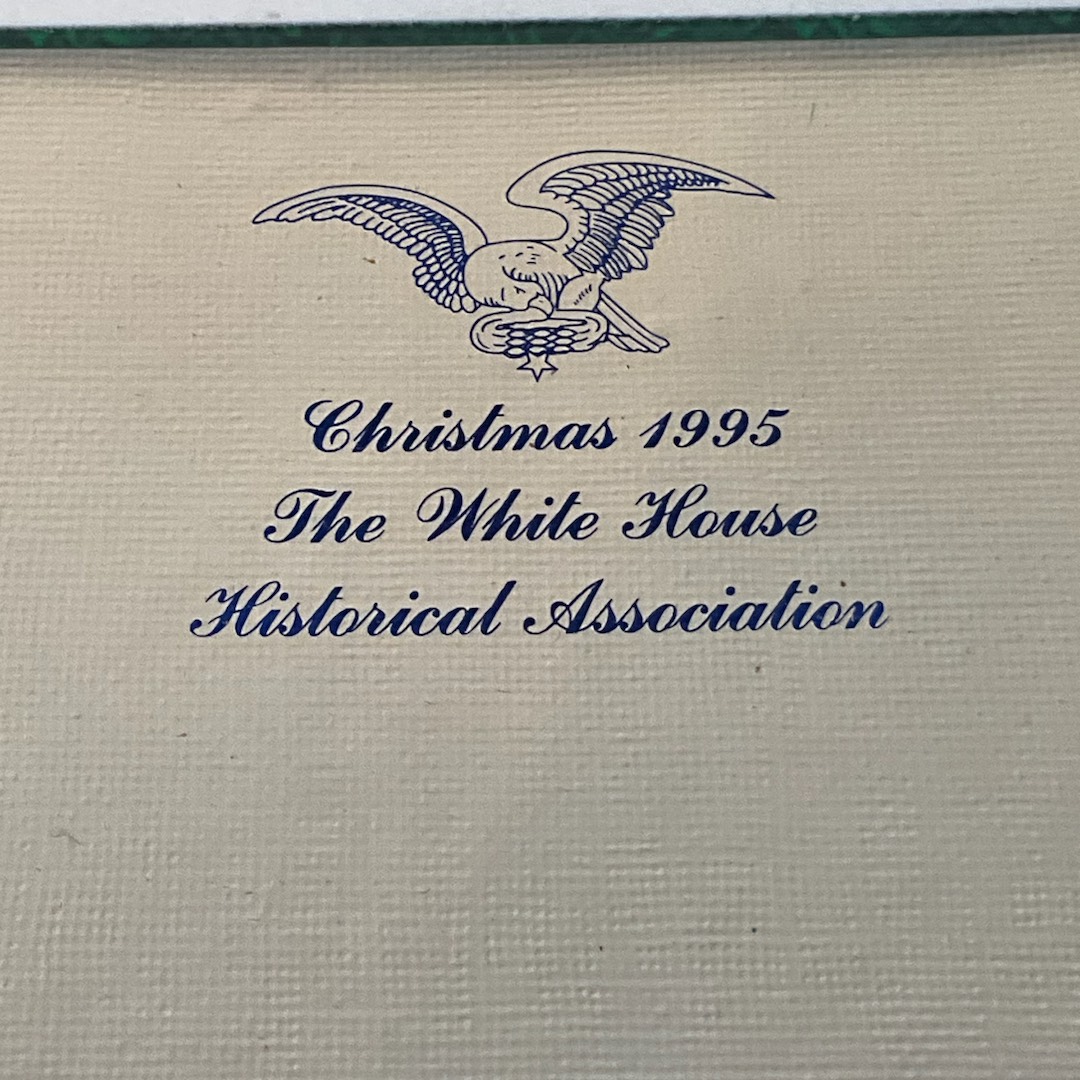 Christmas 1995
The White House
Historical Association